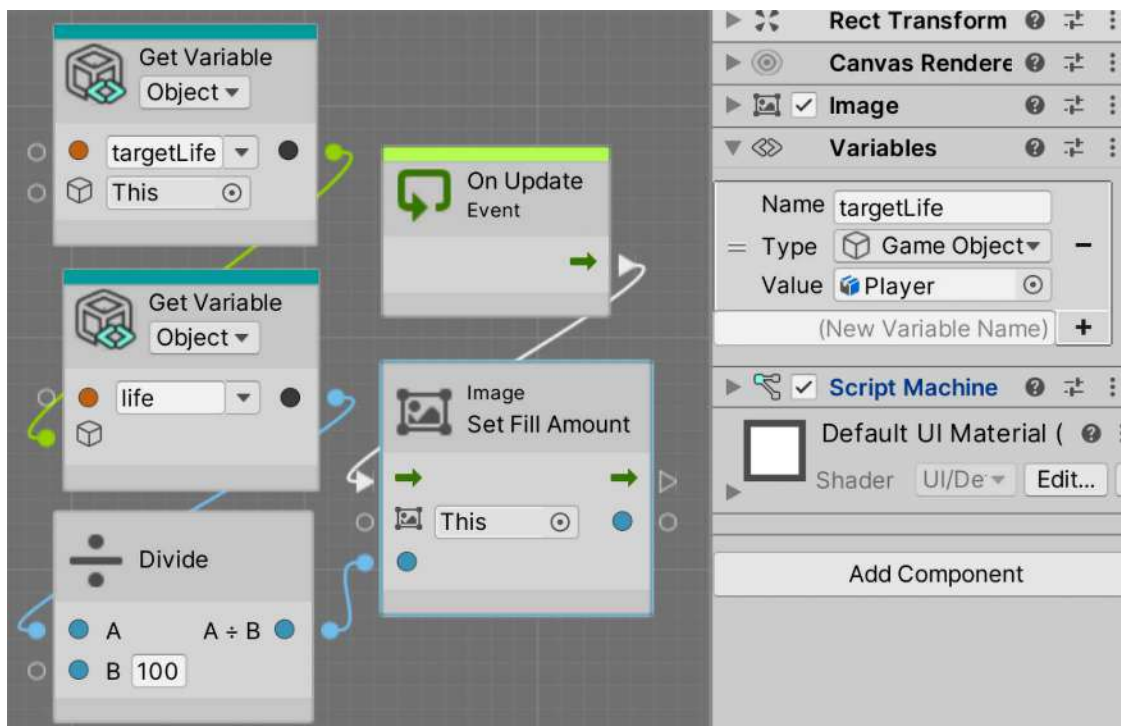 Get Variable
Object
targetLife
This
Get Variable
Object
life
Divide
A
A ÷ B
B 100
On Update
Event
Image
Set Fill Amount
This
Rect Transform
Canvas Rendere
Image
Variables
Name targetLife
Type Game Object
Value Player
(New Variable Name) +
Script Machine
Default UI Material (
Shader UI/De Edit...
Add Component